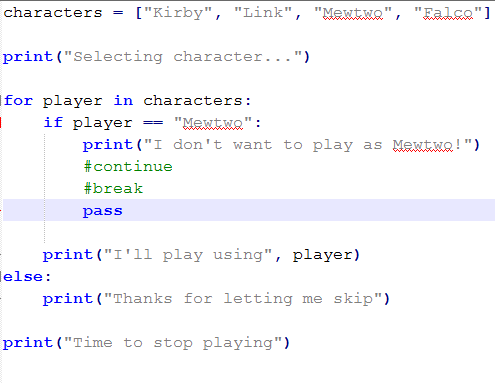 characters = ["Kirby", "Link", "Mewtwo", "Falco"]
print("Selecting character...")
for player in characters:
    if player == "Mewtwo":
        print("I don't want to play as Mewtwo!")
        #continue
        #break
        pass
    print("I'll play using", player)
else:
    print("Thanks for letting me skip")
print("Time to stop playing")